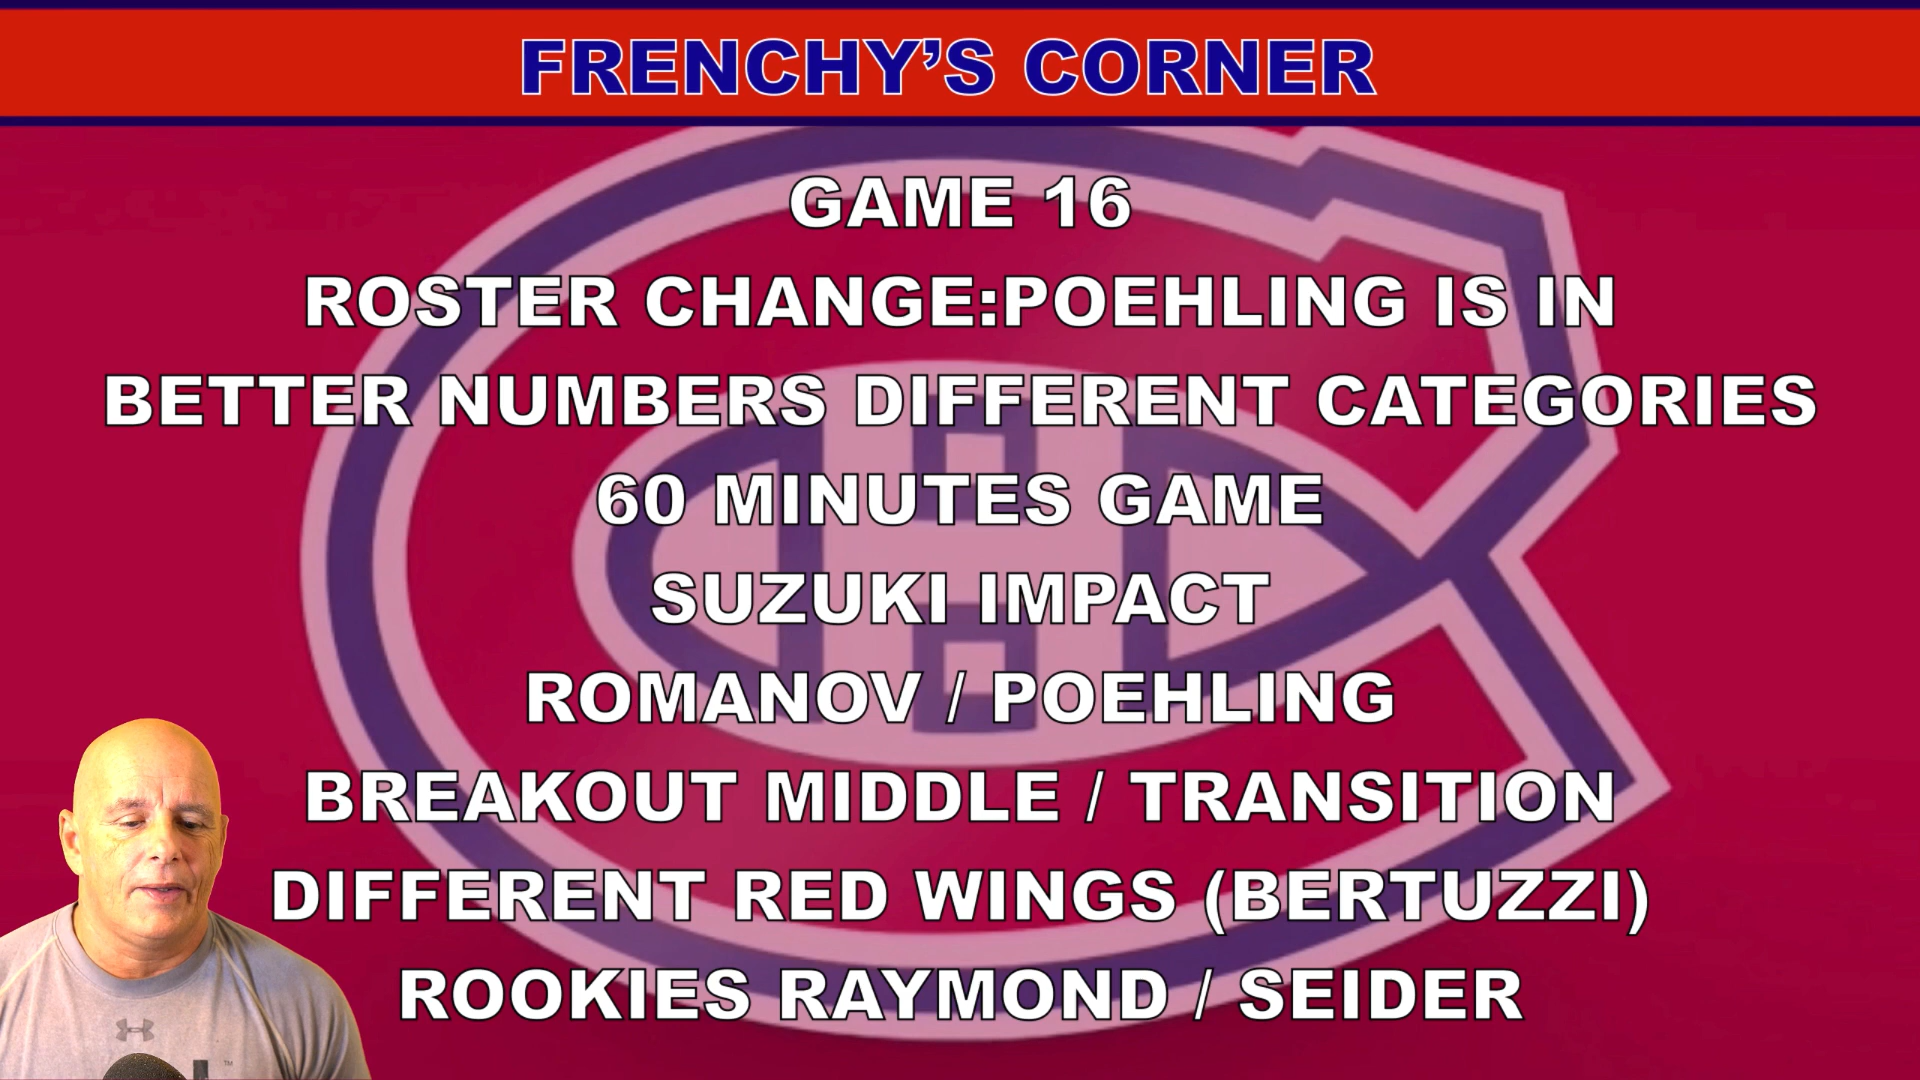 FRENCHY'S CORNER
GAME 16
ROSTER CHANGE:POEHLING IS IN
BETTER NUMBERS DIFFERENT CATEGORIES
60 MINUTES GAME
SUZUKI IMPACT
ROMANOV / POEHLING
BREAKOUT MIDDLE / TRANSITION
DIFFERENT RED WINGS (BERTUZZI)
ROOKIES RAYMOND / SEIDER